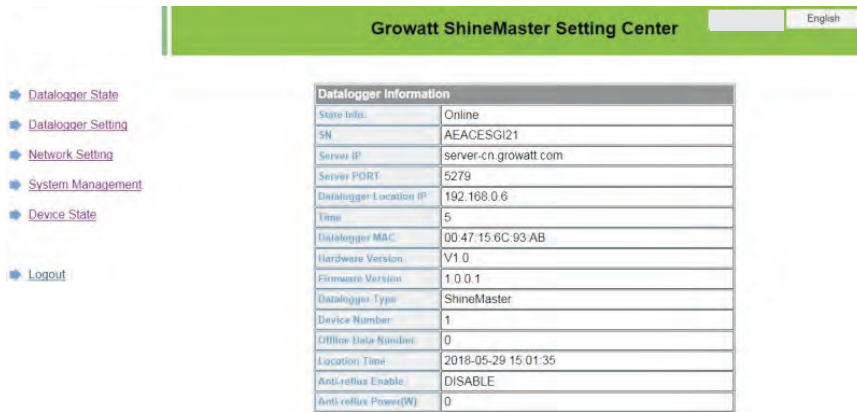 Growatt ShineMaster Setting Center
English
Datalogger State
Datalogger Setting
Network Setting
System Management
Device State
Logout
Datalogger Information
State Info. Online
SN AEACESGI21
Server IP server-cn.growatt.com
Server PORT 5279
Datalogger Location IP 192.168.0.6
Time 5
Datalogger MAC 00:47:15:6C:93:AB
Hardware Version V1.0
Firmware Version 1.0.0.1
Datalogger Type ShineMaster
Device Number 1
Offline Data Number 0
Location Time 2018-05-29 15:01:35
Anti-reflux Enable DISABLE
Anti-reflux Power(W) 0